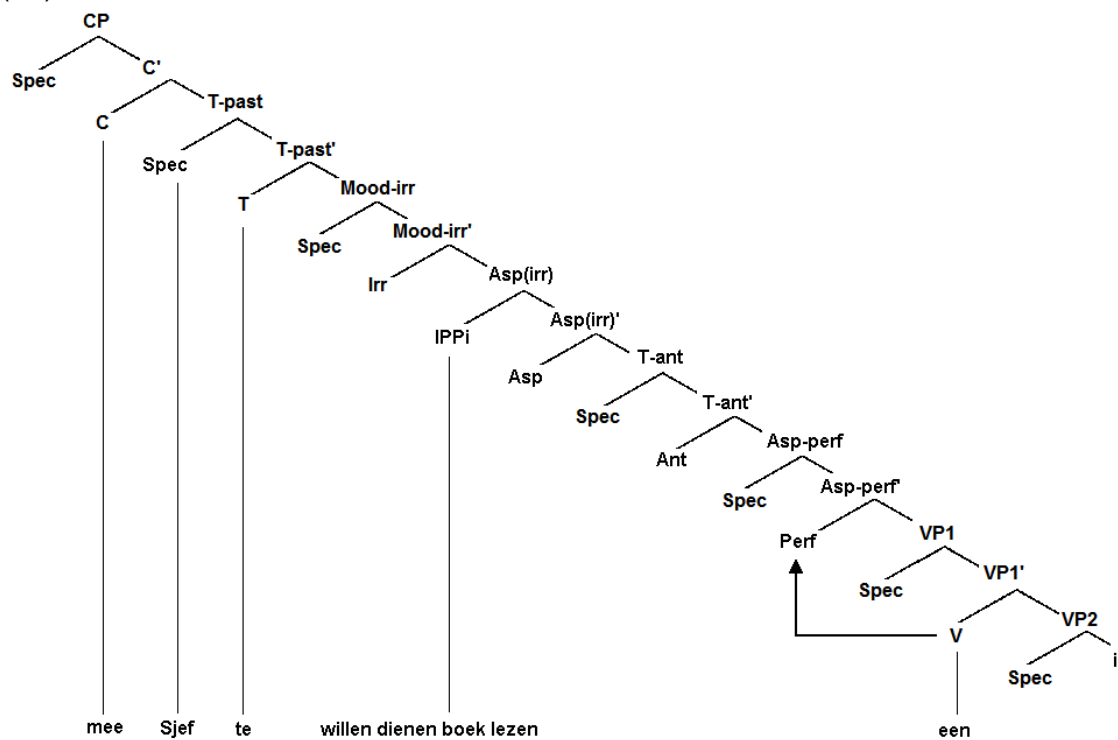 CP
Spec
C'
C
T-past
Spec
T-past'
T
Mood-irr
Spec
Mood-irr'
Irr
Asp(irr)
IPPi
Asp(irr)'
Asp
T-ant
Spec
T-ant'
Ant
Asp-perf
Spec
Asp-perf'
Perf
VP1
Spec
VP1'
V
VP2
Spec
i
mee Sjef te willen dienen boek lezen een